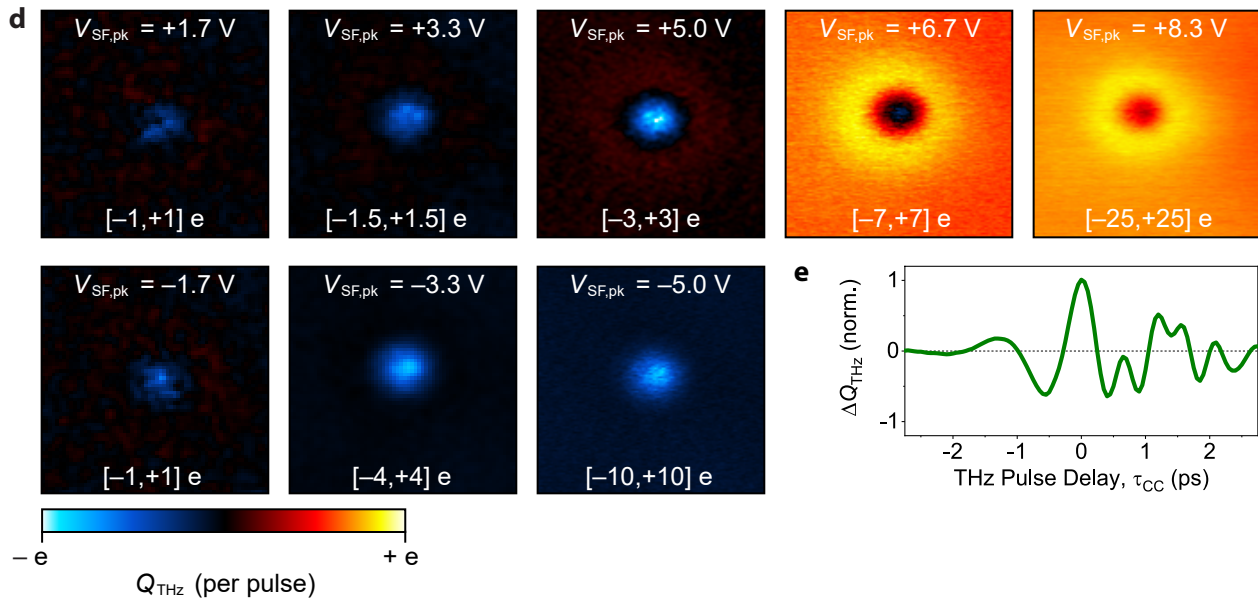 d
V_SF,pk = +1.7 V
V_SF,pk = +3.3 V
V_SF,pk = +5.0 V
V_SF,pk = +6.7 V
V_SF,pk = +8.3 V
[–1,+1] e
[–1.5,+1.5] e
[–3,+3] e
[–7,+7] e
[–25,+25] e
V_SF,pk = –1.7 V
V_SF,pk = –3.3 V
V_SF,pk = –5.0 V
[–1,+1] e
[–4,+4] e
[–10,+10] e
– e
+ e
Q_THz (per pulse)
e
ΔQ_THz (norm.)
1
0
-1
-2
-1
0
1
2
THz Pulse Delay, τ_CC (ps)